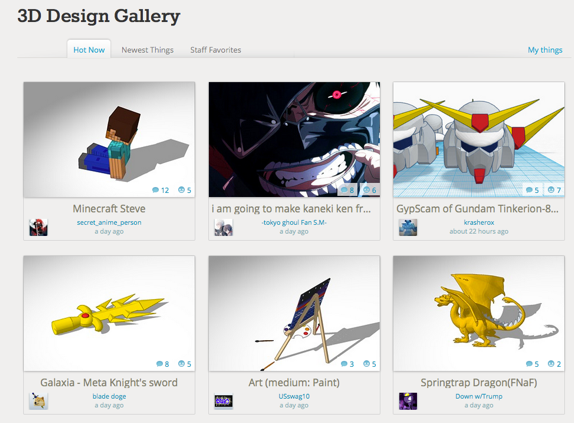 3D Design Gallery
Hot Now Newest Things Staff Favorites My things
12 5 8 6 5 7
Minecraft Steve i am going to make kaneki ken fr... GypScam of Gundam Tinkerion-8...
secret_anime_person -tokyo ghoul Fan S.M- krasherox
a day ago a day ago about 22 hours ago
8 5 3 5 5 2
Galaxia - Meta Knight's sword Art (medium: Paint) Springtrap Dragon(FNaF)
blade doge USswag10 Down w/Trump
a day ago a day ago a day ago